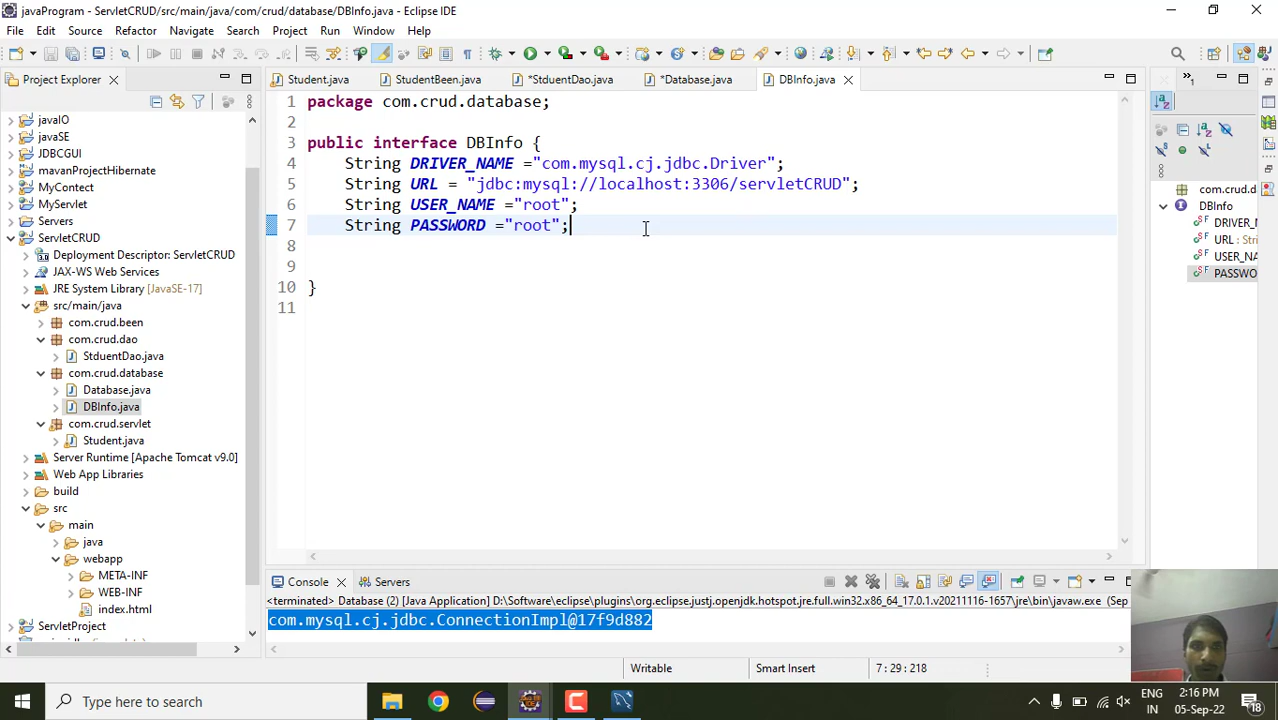 javaProgram - ServletCRUD/src/main/java/com/crud/database/DBInfo.java - Eclipse IDE
File Edit Source Refactor Navigate Search Project Run Window Help
Project Explorer
Student.java StudentBeen.java *StduentDao.java *Database.java DBInfo.java
javaIO
javaSE
JDBCGUI
mavanProjectHibernate
MyContect
MyServlet
Servers
ServletCRUD
Deployment Descriptor: ServletCRUD
JAX-WS Web Services
JRE System Library [JavaSE-17]
src/main/java
com.crud.been
com.crud.dao
StduentDao.java
com.crud.database
Database.java
DBInfo.java
com.crud.servlet
Student.java
Server Runtime [Apache Tomcat v9.0]
Web App Libraries
build
src
main
java
webapp
META-INF
WEB-INF
index.html
ServletProject
1 package com.crud.database;
2
3 public interface DBInfo {
4 String DRIVER_NAME ="com.mysql.cj.jdbc.Driver";
5 String URL = "jdbc:mysql://localhost:3306/servletCRUD";
6 String USER_NAME ="root";
7 String PASSWORD ="root";
8
9
10 }
11
com.crud.d
DBInfo
DRIVER_N
URL : Stri
USER_NA
PASSWO
Console Servers
<terminated> Database (2) [Java Application] D:\Software\eclipse\plugins\org.eclipse.justj.openjdk.hotspot.jre.full.win32.x86_64_17.0.1.v20211116-1657\jre\bin\javaw.exe (Sep
com.mysql.cj.jdbc.ConnectionImpl@17f9d882
Writable Smart Insert 7 : 29 : 218
Type here to search
ENG
IN
2:16 PM
05-Sep-22
18